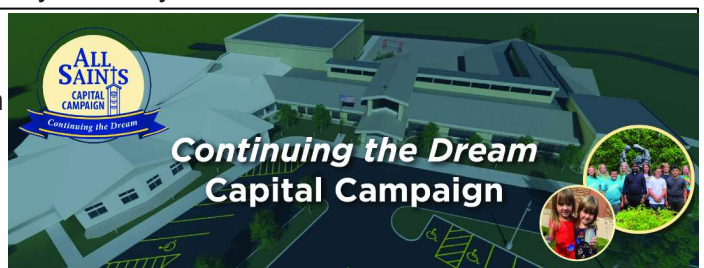 ALL
SAINTS
CAPITAL
CAMPAIGN
Continuing the Dream
Continuing the Dream
Capital Campaign